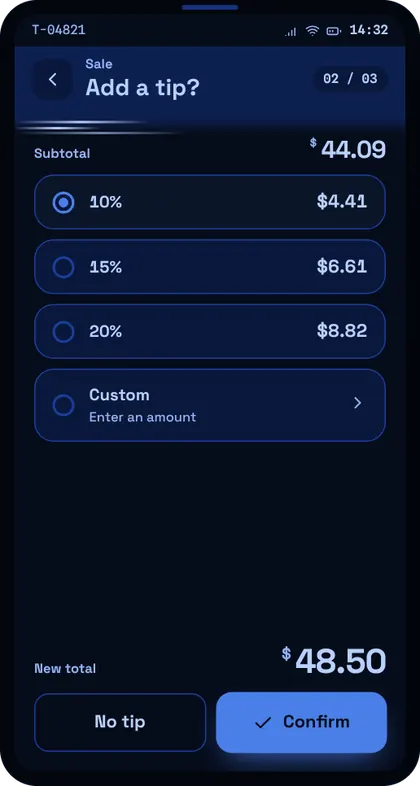 T-04821
14:32
Sale
Add a tip?
02 / 03
Subtotal
$ 44.09
10%
$4.41
15%
$6.61
20%
$8.82
Custom
Enter an amount
New total
$ 48.50
No tip
Confirm